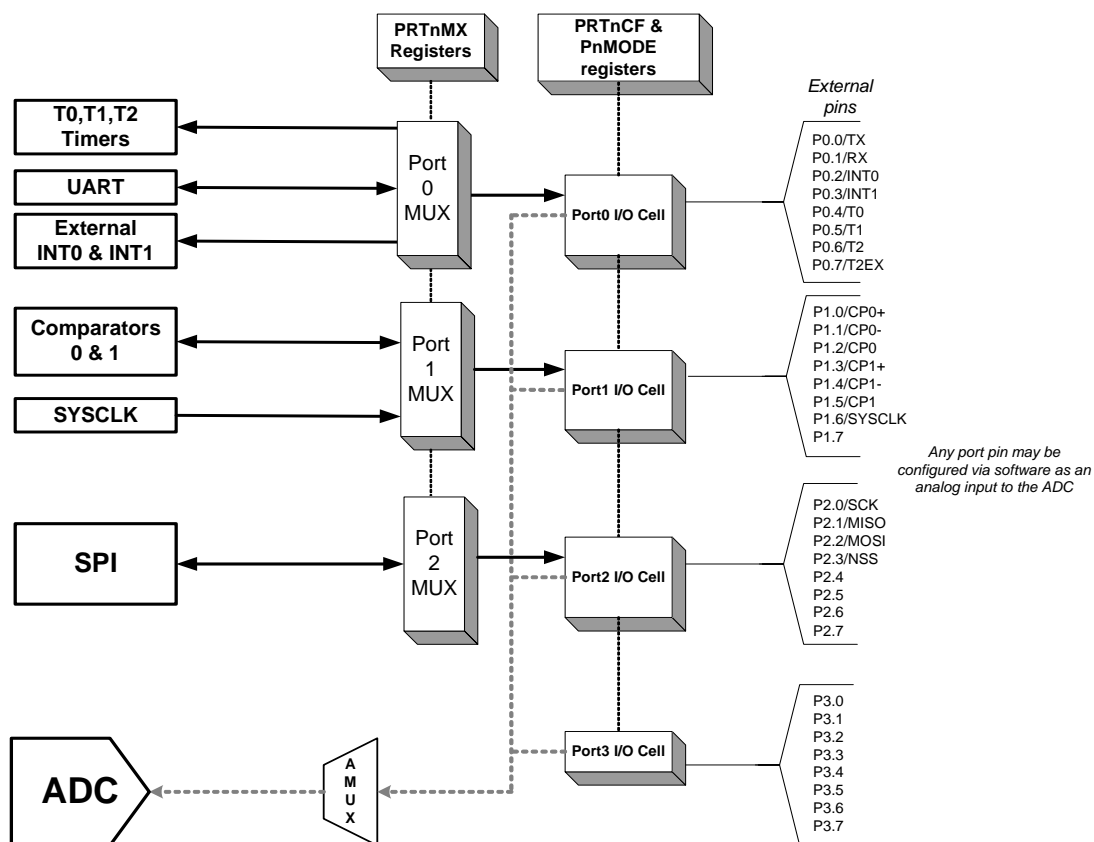 PRTnMX
Registers
PRTnCF &
PnMODE
registers
External
pins
T0,T1,T2
Timers
UART
External
INT0 & INT1
Port
0
MUX
Port0 I/O Cell
P0.0/TX
P0.1/RX
P0.2/INT0
P0.3/INT1
P0.4/T0
P0.5/T1
P0.6/T2
P0.7/T2EX
Comparators
0 & 1
SYSCLK
Port
1
MUX
Port1 I/O Cell
P1.0/CP0+
P1.1/CP0-
P1.2/CP0
P1.3/CP1+
P1.4/CP1-
P1.5/CP1
P1.6/SYSCLK
P1.7
Any port pin may be
configured via software as an
analog input to the ADC
SPI
Port
2
MUX
Port2 I/O Cell
P2.0/SCK
P2.1/MISO
P2.2/MOSI
P2.3/NSS
P2.4
P2.5
P2.6
P2.7
ADC
A
M
U
X
Port3 I/O Cell
P3.0
P3.1
P3.2
P3.3
P3.4
P3.5
P3.6
P3.7